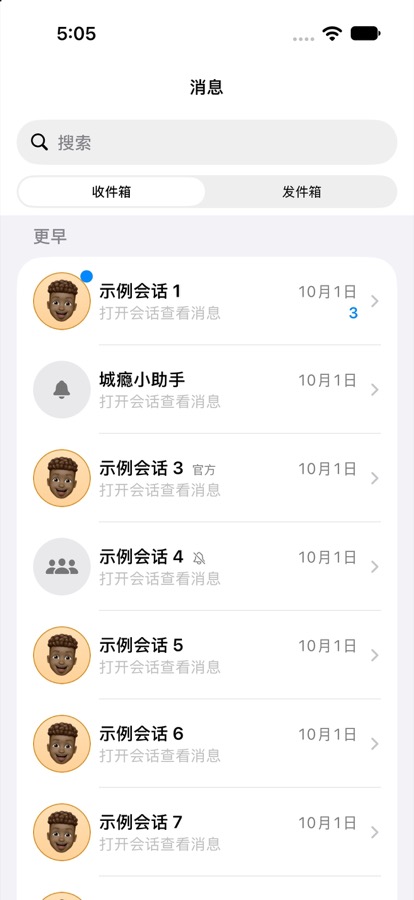 5:05
消息
搜索
收件箱 发件箱
更早
示例会话 1 10月1日
打开会话查看消息 3
城瘾小助手 10月1日
打开会话查看消息
示例会话 3 官方 10月1日
打开会话查看消息
示例会话 4 10月1日
打开会话查看消息
示例会话 5 10月1日
打开会话查看消息
示例会话 6 10月1日
打开会话查看消息
示例会话 7 10月1日
打开会话查看消息